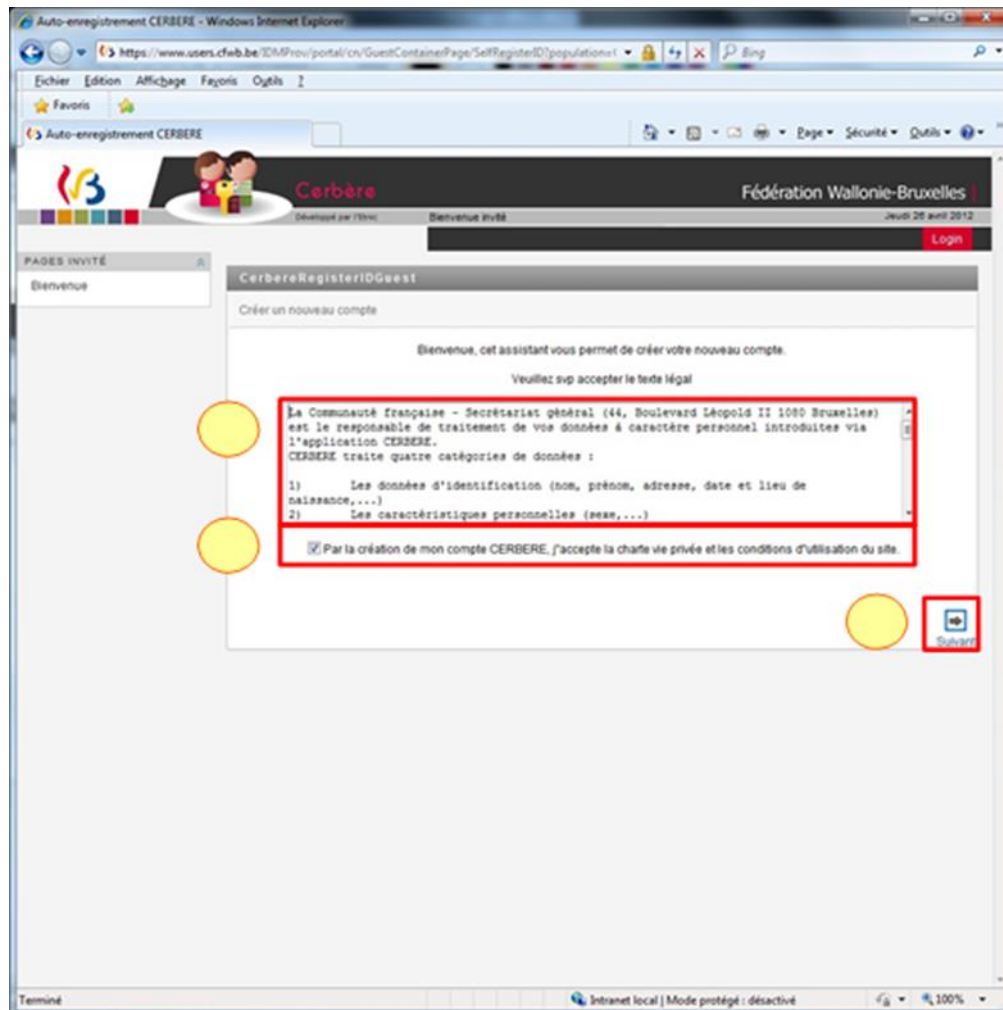 Auto-enregistrement CERBERE - Windows Internet Explorer
https://www.users.cfwb.be/IDMProv/portal/cn/GuestContainerPage/SelfRegisterID?population=(
Bing
Fichier Edition Affichage Favoris Outils ?
Favoris
Auto-enregistrement CERBERE
Page Sécurité Outils
Cerbère
Fédération Wallonie-Bruxelles
Développé par l'Etnic
Bienvenue invité
Jeudi 26 avril 2012
Login
PAGES INVITÉ
Bienvenue
CerbereRegisterIDGuest
Créer un nouveau compte
Bienvenue, cet assistant vous permet de créer votre nouveau compte.
Veuillez svp accepter le texte légal
La Communauté française - Secrétariat général (44, Boulevard Léopold II 1080 Bruxelles)
est le responsable de traitement de vos données à caractère personnel introduites via
l'application CERBERE.
CERBERE traite quatre catégories de données :
1) Les données d'identification (nom, prénom, adresse, date et lieu de
naissance,...)
2) Les caractéristiques personnelles (sexe,...)
Par la création de mon compte CERBERE, j'accepte la charte vie privée et les conditions d'utilisation du site.
Suivant
Terminé
Intranet local | Mode protégé : désactivé
100%